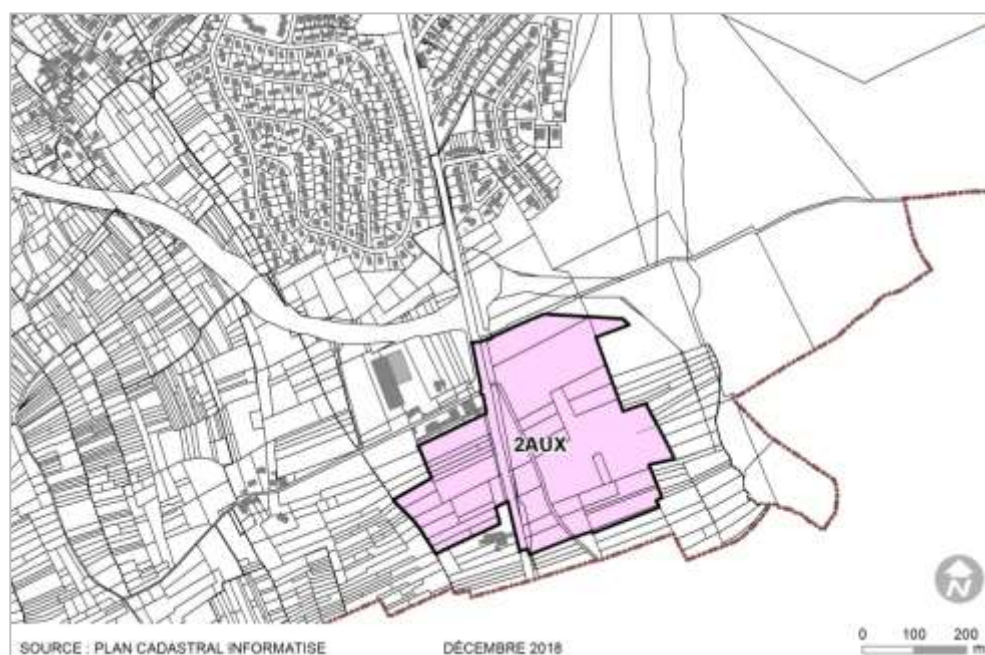 2AUX
N
SOURCE : PLAN CADASTRAL INFORMATISE DÉCEMBRE 2018
0 100 200
m